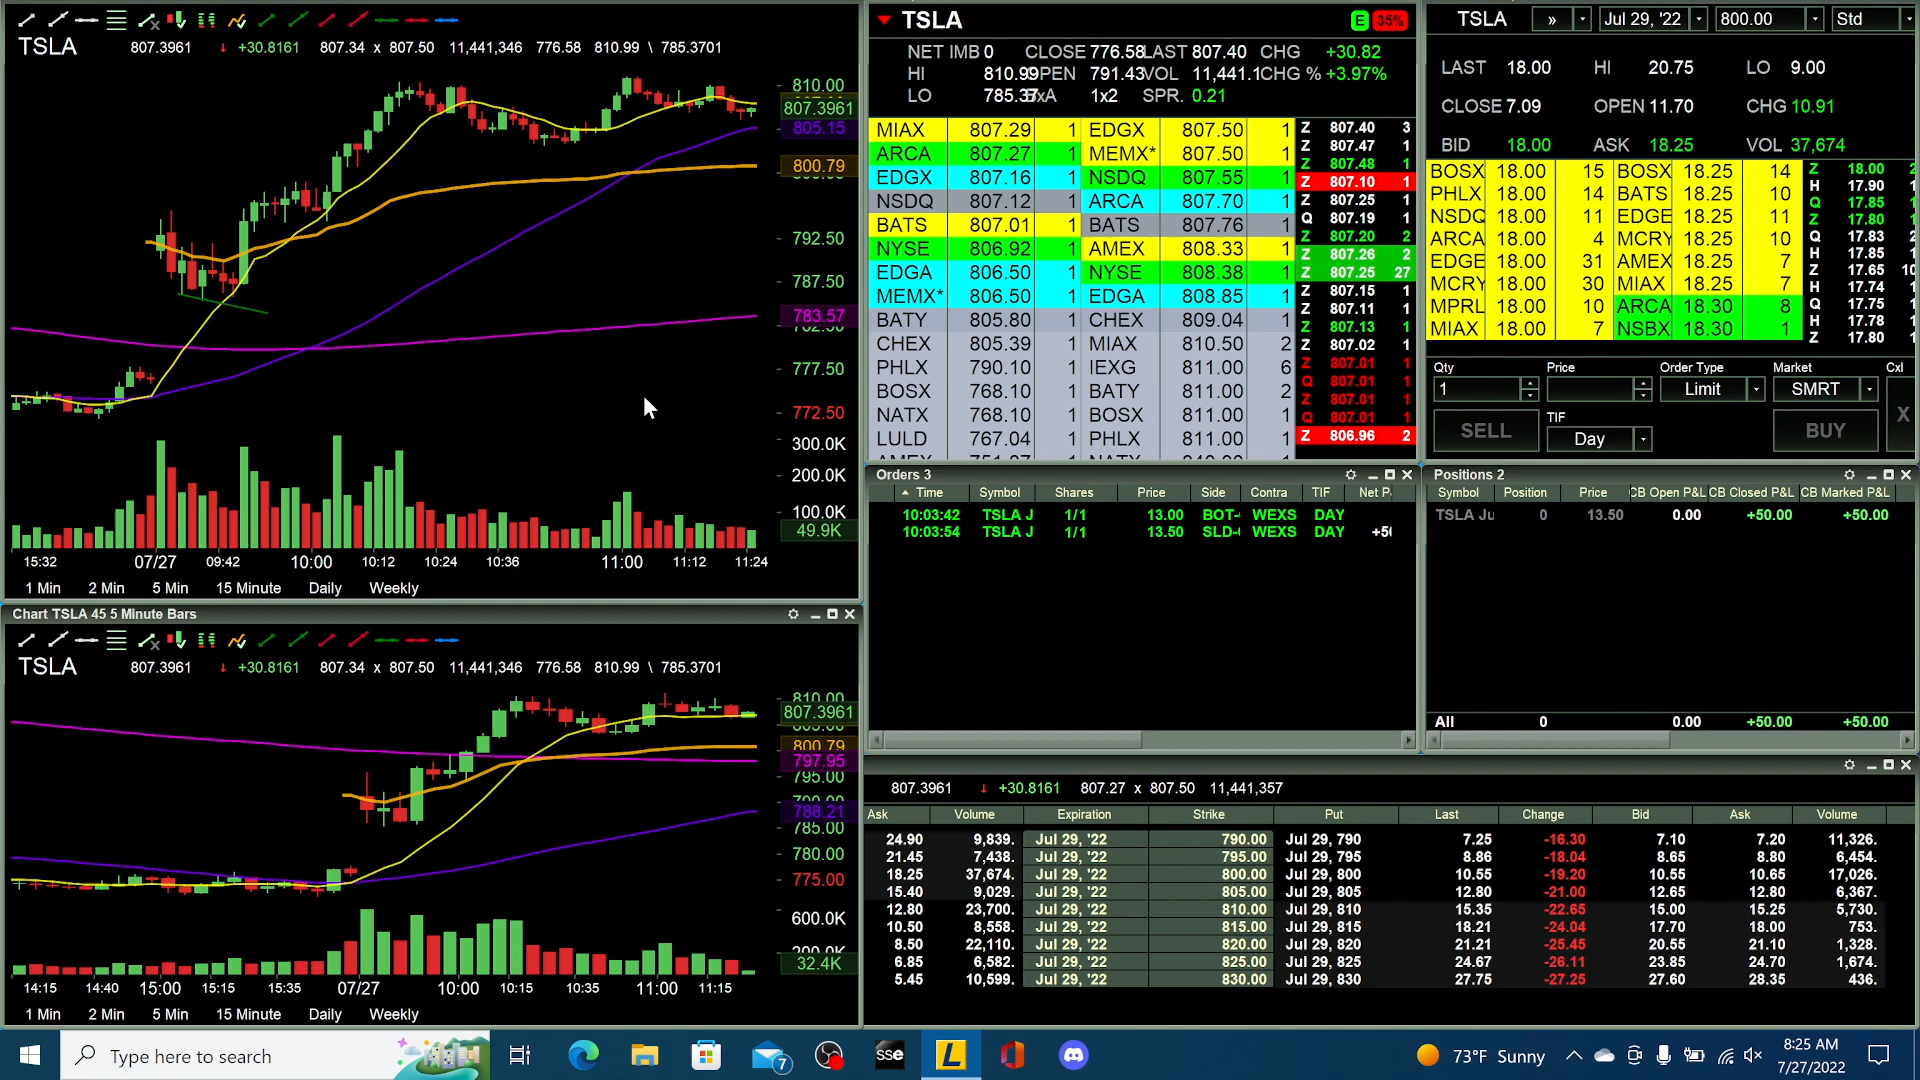 TSLA 807.3961 ↓ +30.8161 807.34 x 807.50 11,441,346 776.58 810.99 \ 785.3701
810.00
807.3961
805.15
800.79
792.50
787.50
783.57
777.50
772.50
300.0K
200.0K
100.0K
49.9K
15:32 07/27 09:42 10:00 10:12 10:24 10:36 11:00 11:12 11:24
1 Min 2 Min 5 Min 15 Minute Daily Weekly
Chart TSLA 45 5 Minute Bars
TSLA 807.3961 ↓ +30.8161 807.34 x 807.50 11,441,346 776.58 810.99 \ 785.3701
810.00
807.3961
800.79
797.95
795.00
788.21
785.00
780.00
775.00
600.0K
200.0K
32.4K
14:15 14:40 15:00 15:15 15:35 07/27 10:00 10:15 10:35 11:00 11:15
1 Min 2 Min 5 Min 15 Minute Daily Weekly
TSLA E 35%
NET IMB 0 CLOSE 776.58 LAST 807.40 CHG +30.82
HI 810.99 OPEN 791.43 VOL 11,441.1 CHG % +3.97%
LO 785.37 BxA 1x2 SPR. 0.21
MIAX 807.29 1 EDGX 807.50 1
ARCA 807.27 1 MEMX* 807.50 1
EDGX 807.16 1 NSDQ 807.55 1
NSDQ 807.12 1 ARCA 807.70 1
BATS 807.01 1 BATS 807.76 1
NYSE 806.92 1 AMEX 808.33 1
EDGA 806.50 1 NYSE 808.38 1
MEMX* 806.50 1 EDGA 808.85 1
BATY 805.80 1 CHEX 809.04 1
CHEX 805.39 1 MIAX 810.50 2
PHLX 790.10 1 IEXG 811.00 6
BOSX 768.10 1 BATY 811.00 2
NATX 768.10 1 BOSX 811.00 1
LULD 767.04 1 PHLX 811.00 1
Z 807.40 3
Z 807.47 1
Z 807.48 1
Z 807.10 1
Z 807.25 1
Q 807.19 1
Z 807.20 2
Z 807.26 2
Z 807.25 27
Z 807.15 1
Z 807.11 1
Z 807.13 1
Z 807.02 1
Z 807.01 1
Q 807.01 1
Z 807.01 1
Q 807.01 1
Z 806.96 2
TSLA » Jul 29, '22 800.00 Std
LAST 18.00 HI 20.75 LO 9.00
CLOSE 7.09 OPEN 11.70 CHG 10.91
BID 18.00 ASK 18.25 VOL 37,674
BOSX 18.00 15 BOSX 18.25 14
PHLX 18.00 14 BATS 18.25 10
NSDQ 18.00 11 EDGE 18.25 11
ARCA 18.00 4 MCRY 18.25 10
EDGE 18.00 31 AMEX 18.25 7
MCRY 18.00 30 MIAX 18.25 7
MPRL 18.00 10 ARCA 18.30 8
MIAX 18.00 7 NSBX 18.30 1
Z 18.00 2
H 17.90 1
Q 17.85 1
Z 17.80 1
Q 17.83 2
H 17.85 1
Z 17.65 10
H 17.74 1
Q 17.75 1
H 17.78 1
Z 17.80 1
Qty Price Order Type Market Cxl
1 Limit SMRT X
SELL TIF BUY
Day
Orders 3
Time Symbol Shares Price Side Contra TIF Net P
10:03:42 TSLA J 1/1 13.00 BOT- WEXS DAY
10:03:54 TSLA J 1/1 13.50 SLD-( WEXS DAY +5(
Positions 2
Symbol Position Price CB Open P&L CB Closed P&L CB Marked P&L
TSLA Ju 0 13.50 0.00 +50.00 +50.00
All 0 0.00 +50.00 +50.00
807.3961 ↓ +30.8161 807.27 x 807.50 11,441,357
Ask Volume Expiration Strike Put Last Change Bid Ask Volume
24.90 9,839. Jul 29, '22 790.00 Jul 29, 790 7.25 -16.30 7.10 7.20 11,326.
21.45 7,438. Jul 29, '22 795.00 Jul 29, 795 8.86 -18.04 8.65 8.80 6,454.
18.25 37,674. Jul 29, '22 800.00 Jul 29, 800 10.55 -19.20 10.55 10.65 17,026.
15.40 9,029. Jul 29, '22 805.00 Jul 29, 805 12.80 -21.00 12.65 12.80 6,367.
12.80 23,700. Jul 29, '22 810.00 Jul 29, 810 15.35 -22.65 15.00 15.25 5,730.
10.50 8,558. Jul 29, '22 815.00 Jul 29, 815 18.21 -24.04 17.70 18.00 753.
8.50 22,110. Jul 29, '22 820.00 Jul 29, 820 21.21 -25.45 20.55 21.10 1,328.
6.85 6,582. Jul 29, '22 825.00 Jul 29, 825 24.67 -26.11 23.85 24.70 1,674.
5.45 10,599. Jul 29, '22 830.00 Jul 29, 830 27.75 -27.25 27.60 28.35 436.
Type here to search 7 sse L 73°F Sunny 8:25 AM
7/27/2022